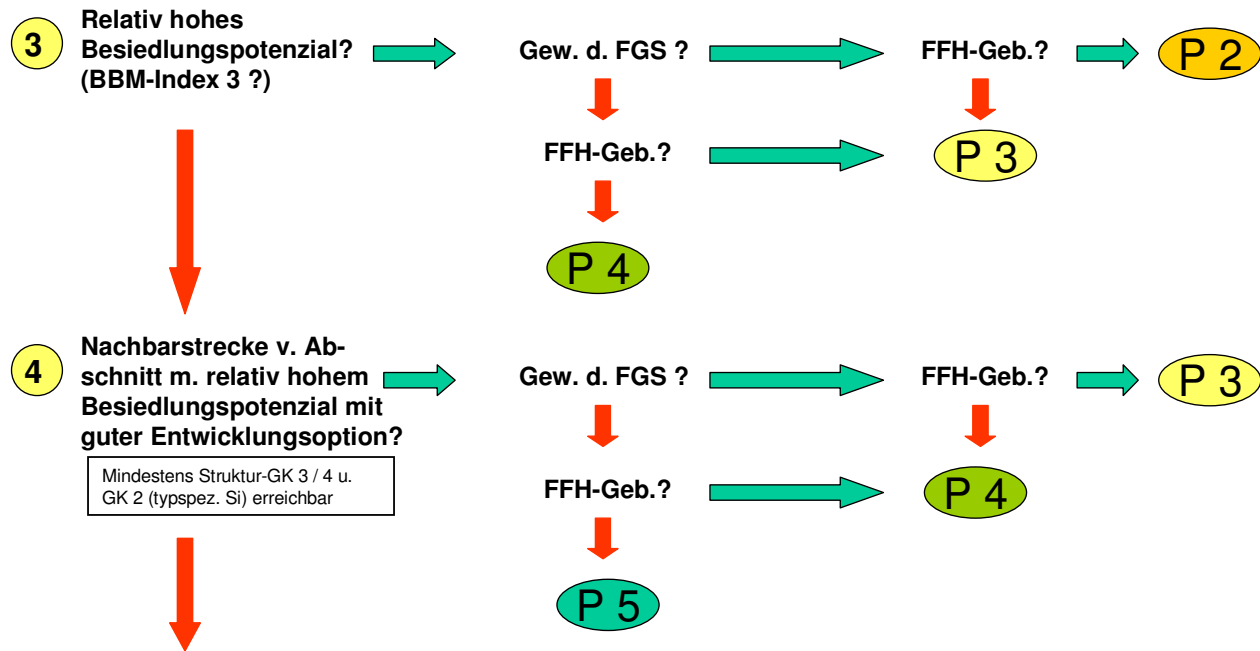 3
Relativ hohes
Besiedlungspotenzial?
(BBM-Index 3 ?)
Gew. d. FGS ?
FFH-Geb.?
P 2
FFH-Geb.?
P 3
P 4
4
Nachbarstrecke v. Ab-
schnitt m. relativ hohem
Besiedlungspotenzial mit
guter Entwicklungsoption?
Mindestens Struktur-GK 3 / 4 u.
GK 2 (typspez. Si) erreichbar
Gew. d. FGS ?
FFH-Geb.?
P 3
FFH-Geb.?
P 4
P 5